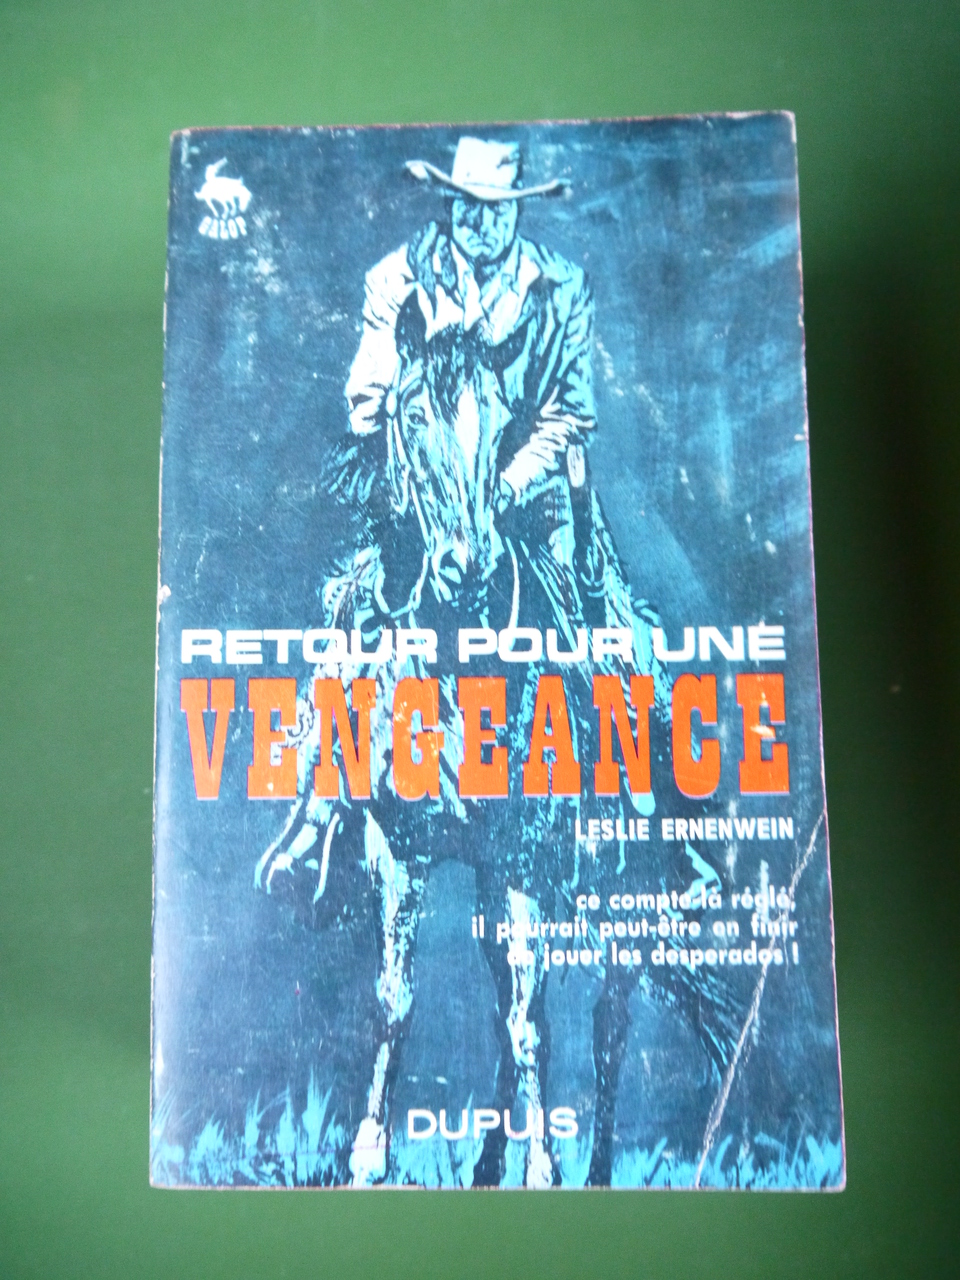 GALOP
RETOUR POUR UNE
VENGEANCE
LESLIE ERNENWEIN
ce compte-là réglé,
il pourrait peut-être en finir
de jouer les desperados !
DUPUIS